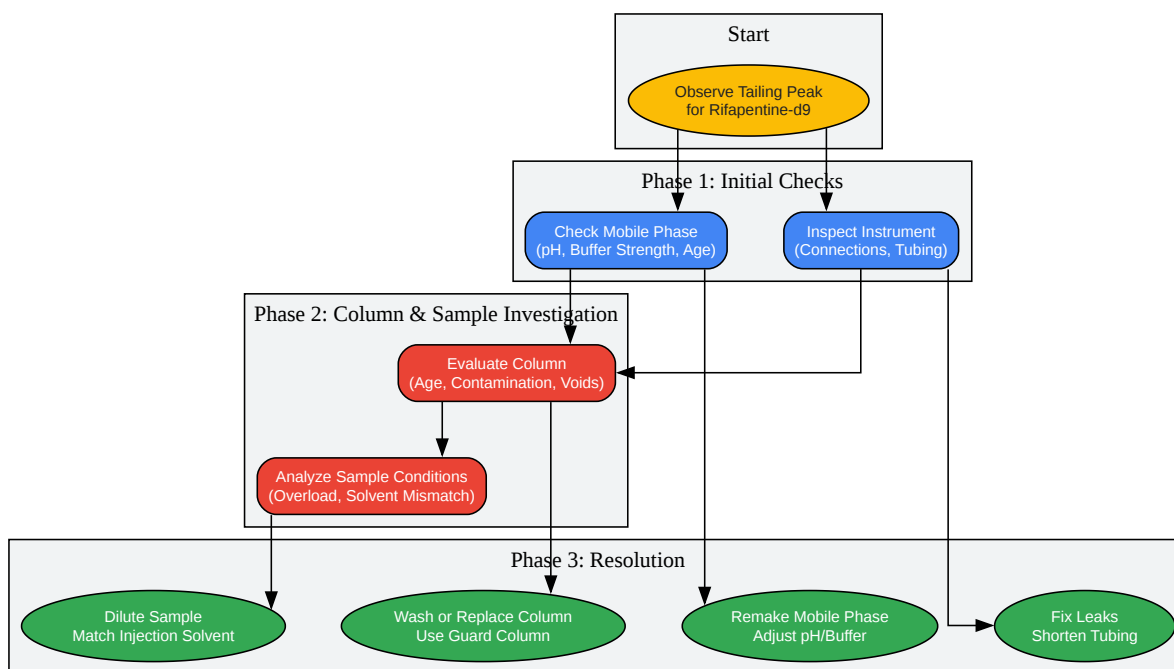 Start
Observe Tailing Peak
for Rifapentine-d9
Phase 1: Initial Checks
Check Mobile Phase
(pH, Buffer Strength, Age)
Inspect Instrument
(Connections, Tubing)
Phase 2: Column & Sample Investigation
Evaluate Column
(Age, Contamination, Voids)
Analyze Sample Conditions
(Overload, Solvent Mismatch)
Phase 3: Resolution
Dilute Sample
Match Injection Solvent
Wash or Replace Column
Use Guard Column
Remake Mobile Phase
Adjust pH/Buffer
Fix Leaks
Shorten Tubing